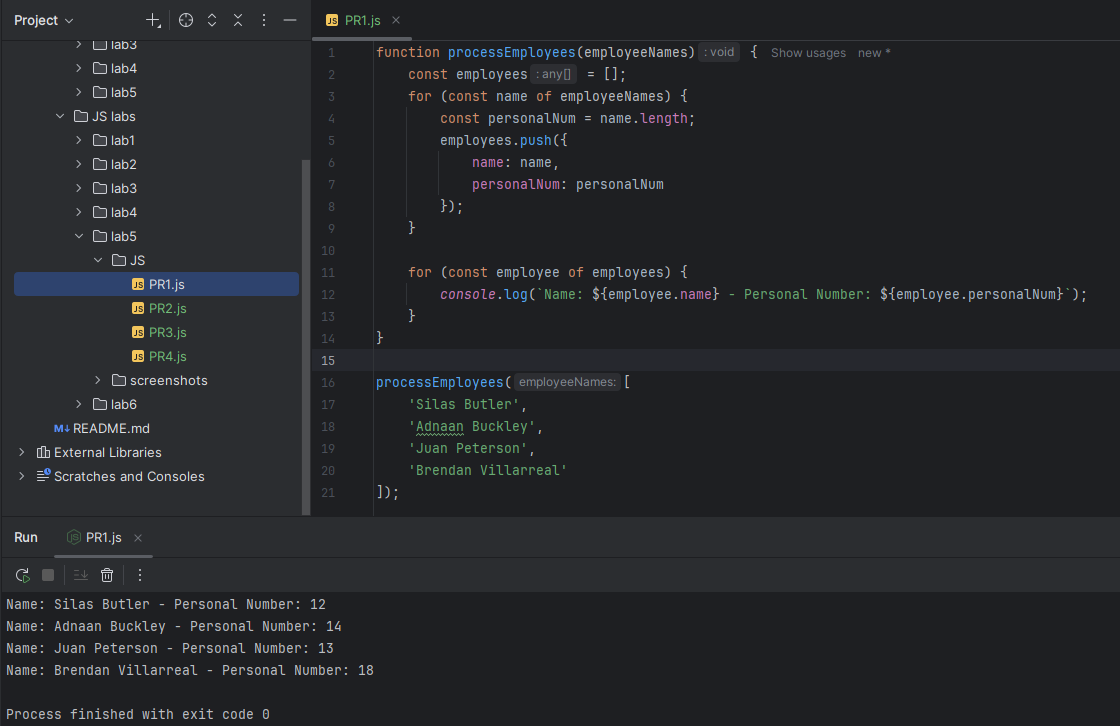 Project
lab3
lab4
lab5
JS labs
lab1
lab2
lab3
lab4
lab5
JS
JS PR1.js
JS PR2.js
JS PR3.js
JS PR4.js
screenshots
lab6
M↓ README.md
External Libraries
Scratches and Consoles
JS PR1.js
1 function processEmployees(employeeNames) : void { Show usages new *
2 const employees : any[] = [];
3 for (const name of employeeNames) {
4 const personalNum = name.length;
5 employees.push({
6 name: name,
7 personalNum: personalNum
8 });
9 }
10
11 for (const employee of employees) {
12 console.log(`Name: ${employee.name} - Personal Number: ${employee.personalNum}`);
13 }
14 }
15
16 processEmployees( employeeNames: [
17 'Silas Butler',
18 'Adnaan Buckley',
19 'Juan Peterson',
20 'Brendan Villarreal'
21 ]);
Run JS PR1.js
Name: Silas Butler - Personal Number: 12
Name: Adnaan Buckley - Personal Number: 14
Name: Juan Peterson - Personal Number: 13
Name: Brendan Villarreal - Personal Number: 18
Process finished with exit code 0